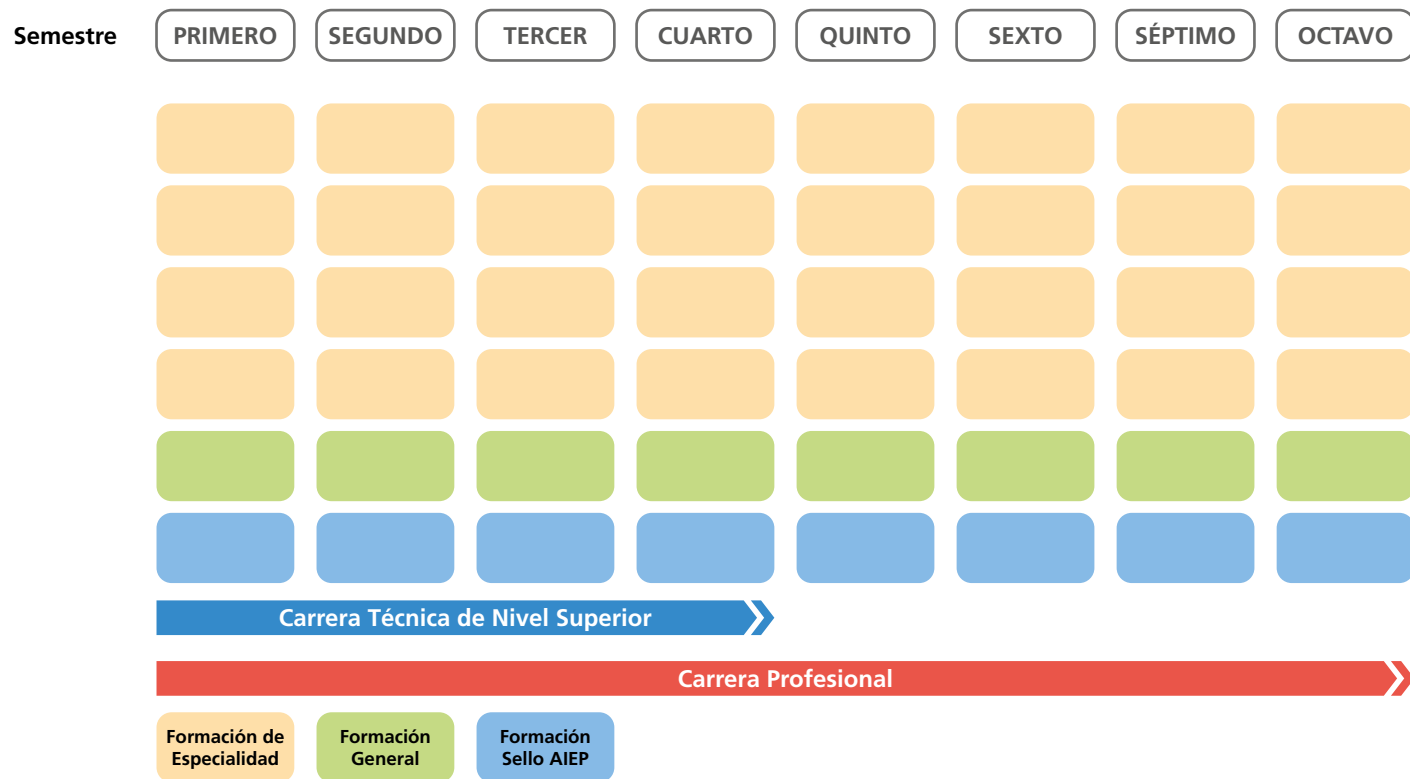 Semestre PRIMERO SEGUNDO TERCER CUARTO QUINTO SEXTO SÉPTIMO OCTAVO
Carrera Técnica de Nivel Superior
Carrera Profesional
Formación de Especialidad
Formación General
Formación Sello AIEP